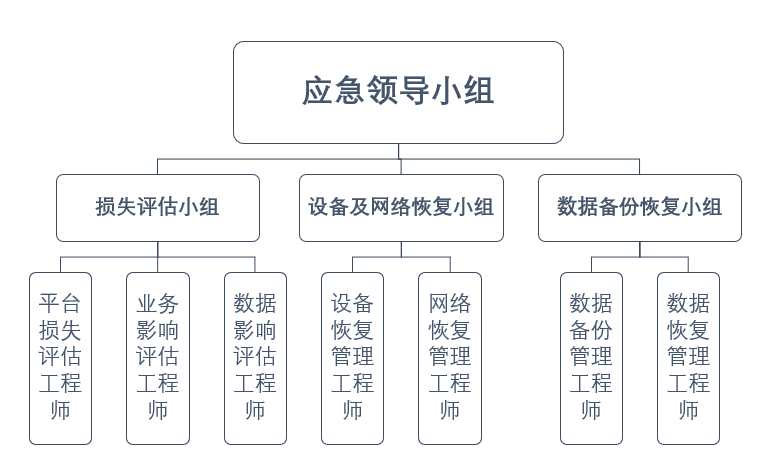 应急领导小组
损失评估小组
设备及网络恢复小组
数据备份恢复小组
平台
损失
评估
工程
师
业务
影响
评估
工程
师
数据
影响
评估
工程
师
设备
恢复
管理
工程
师
网络
恢复
管理
工程
师
数据
备份
管理
工程
师
数据
恢复
管理
工程
师